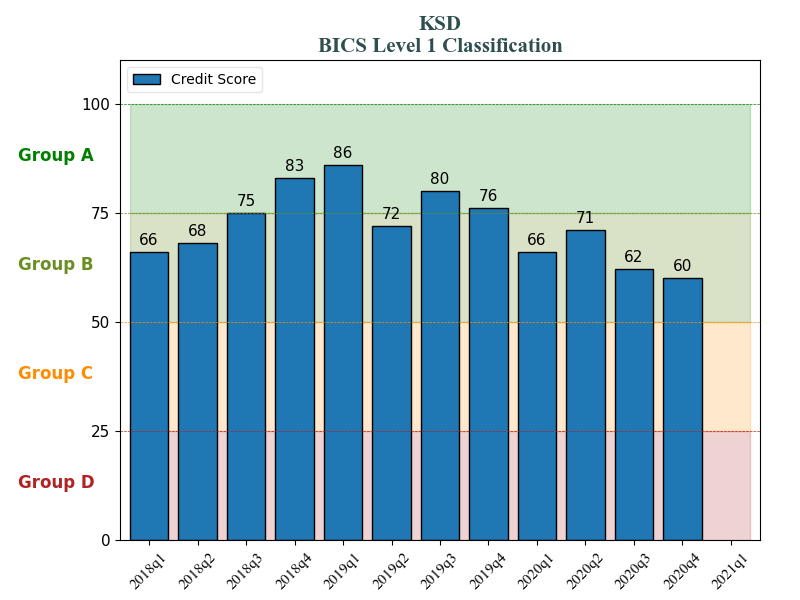 KSD
BICS Level 1 Classification
Credit Score
100
Group A
86
83
80
76
75
75
72
71
68
66
66
62
60
Group B
50
Group C
25
Group D
0
2018q1 2018q2 2018q3 2018q4 2019q1 2019q2 2019q3 2019q4 2020q1 2020q2 2020q3 2020q4 2021q1